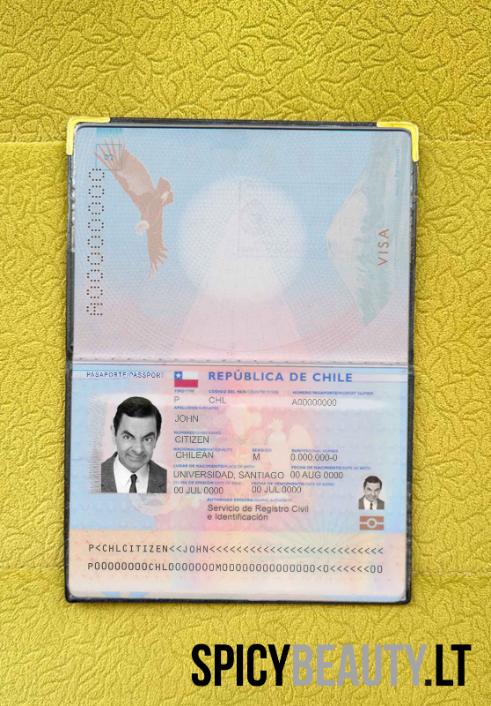 A00000000
VISA
PASAPORTE/PASSPORT
REPÚBLICA DE CHILE
P CHL A00000000
JOHN
CITIZEN
CHILEAN M 0.000.000-0
UNIVERSIDAD, SANTIAGO 00 AUG 0000
00 JUL 0000 00 JUL 0000
Servicio de Registro Civil
e Identificación
P<CHLCITIZEN<<JOHN<<<<<<<<<<<<<<<<<<<<<<<<<<
P00000000CHL0000000M00000000000000<0<<<<<<00
SPICYBEAUTY.LT